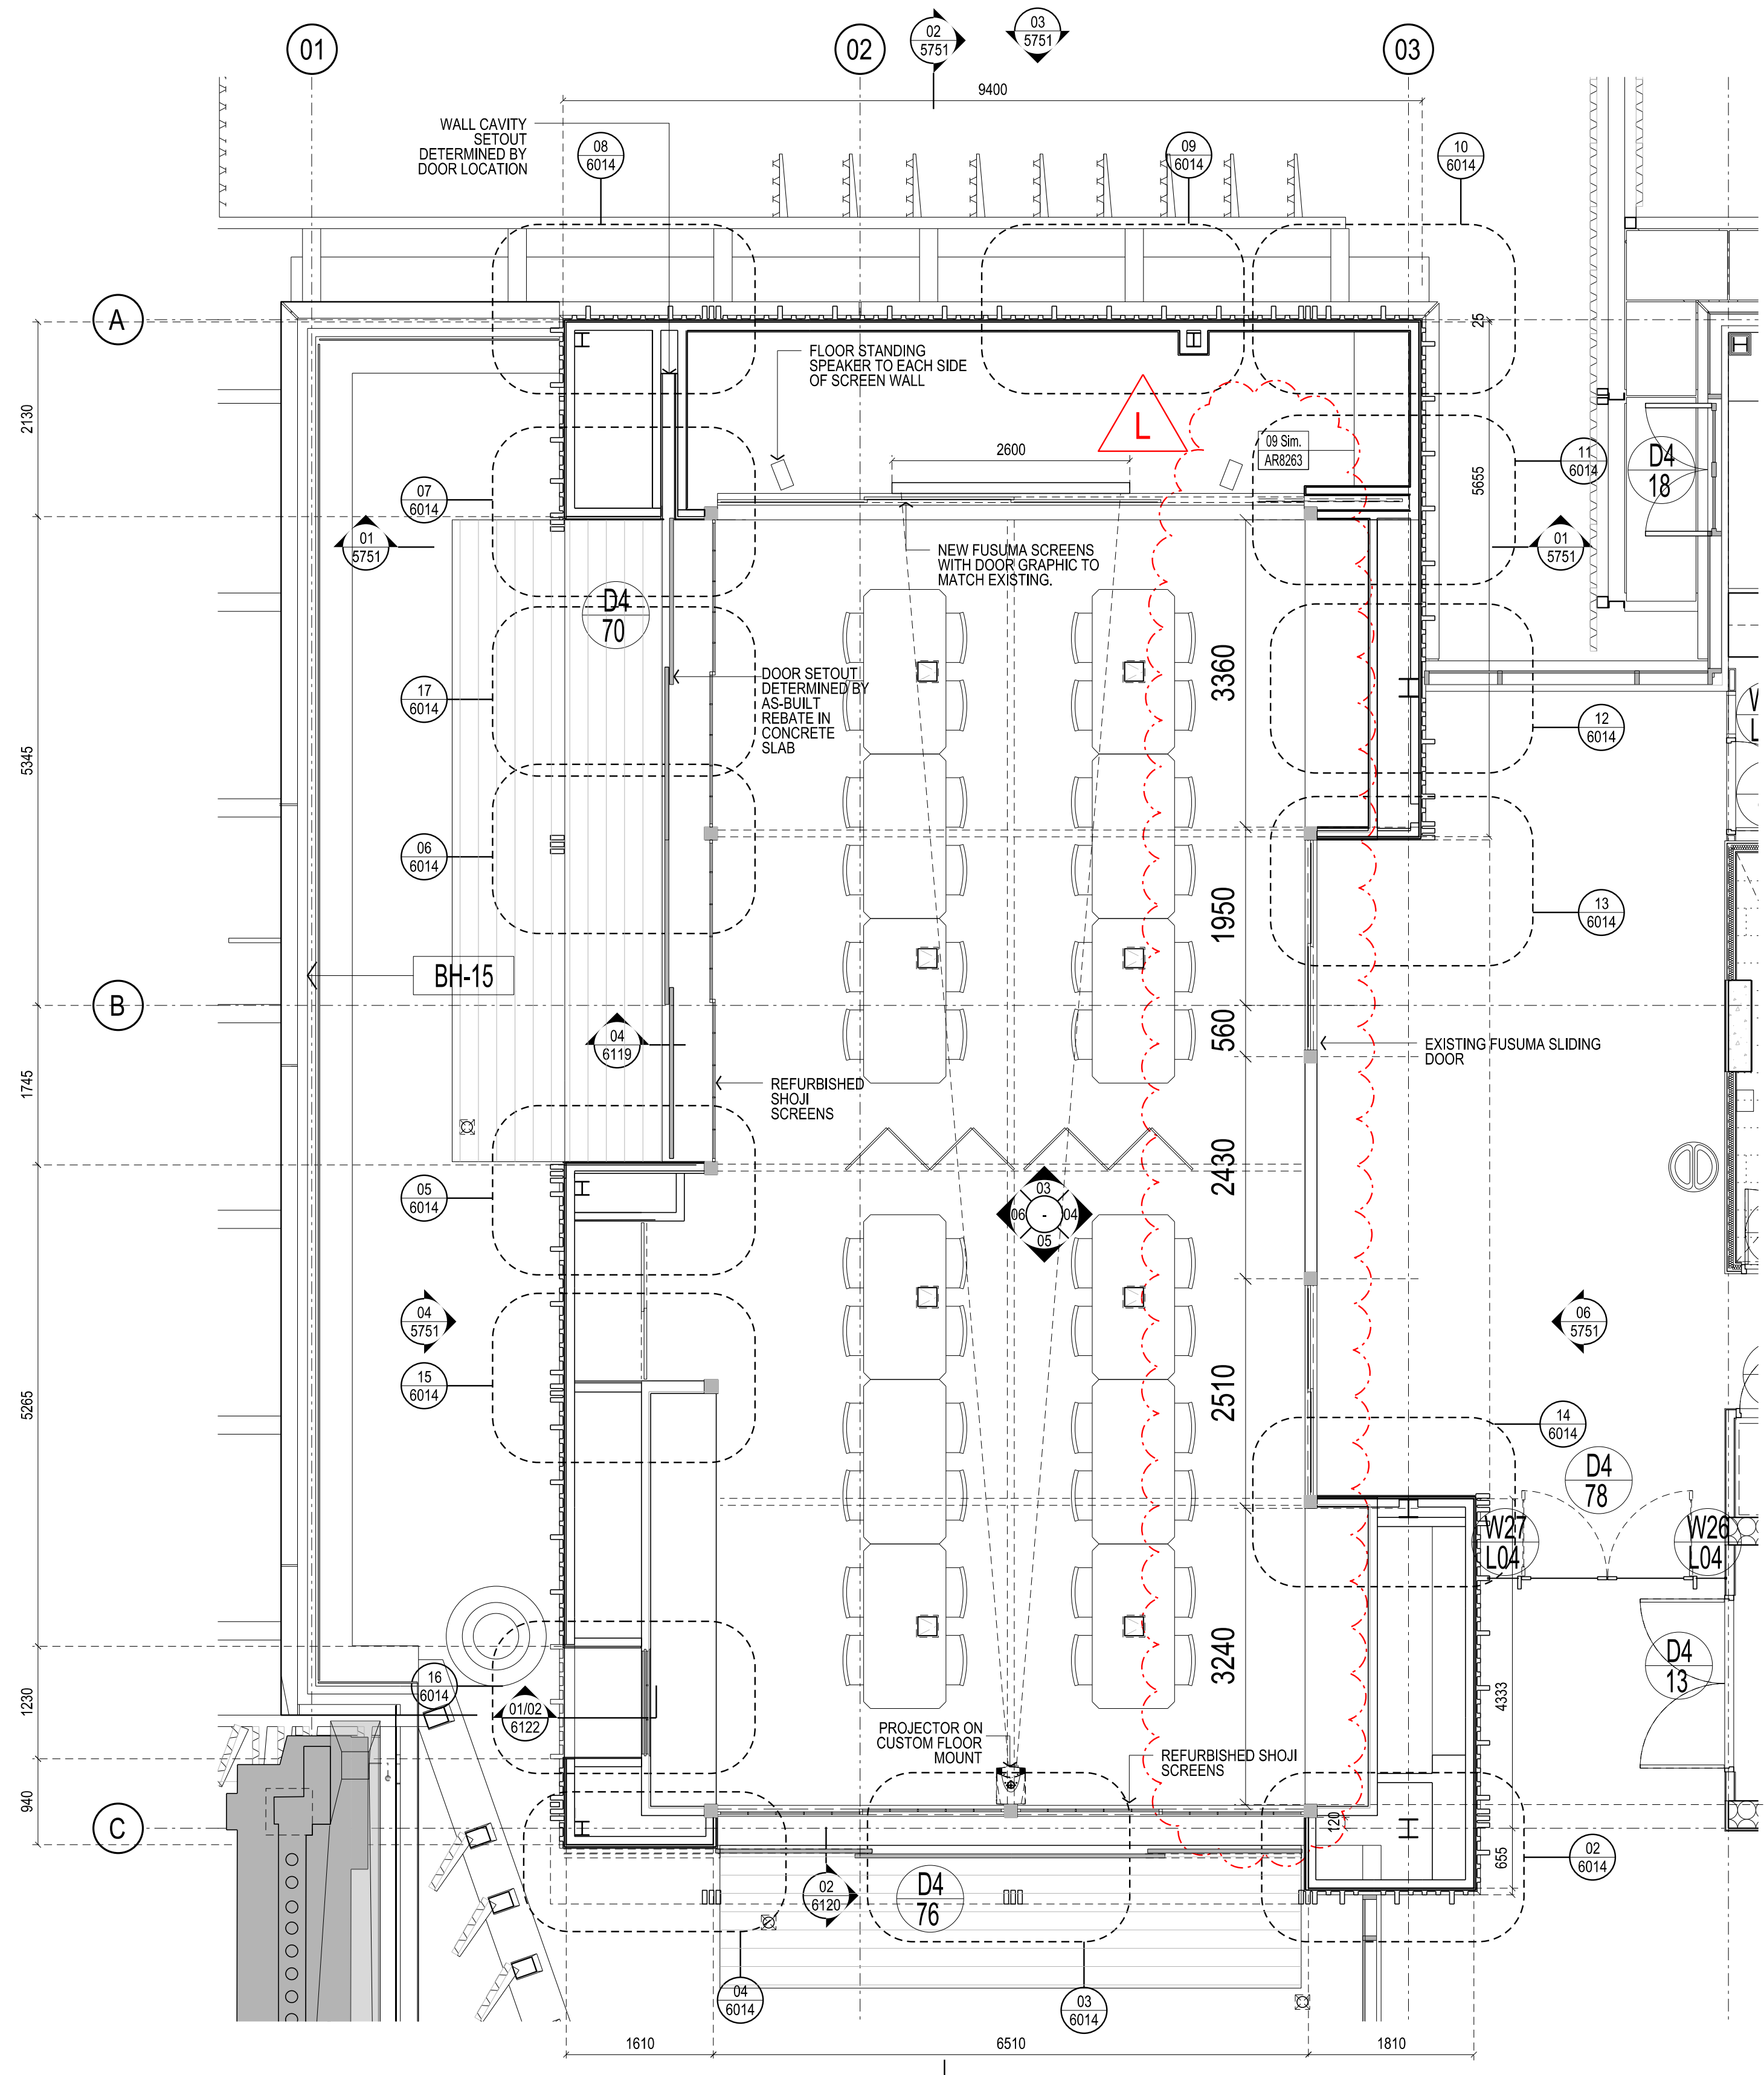 01
02
03
02
5751
03
5751
9400
WALL CAVITY
SETOUT
DETERMINED BY
DOOR LOCATION
08
6014
09
6014
10
6014
A
25
FLOOR STANDING
SPEAKER TO EACH SIDE
OF SCREEN WALL
2130
L
09 Sim.
AR8263
2600
5655
11
6014
D4
18
07
6014
01
5751
01
5751
NEW FUSUMA SCREENS
WITH DOOR GRAPHIC TO
MATCH EXISTING.
D4
70
3360
17
6014
DOOR SETOUT
DETERMINED BY
AS-BUILT
REBATE IN
CONCRETE
SLAB
12
6014
5345
06
6014
1950
13
6014
BH-15
B
560
04
6119
EXISTING FUSUMA SLIDING
DOOR
1745
REFURBISHED
SHOJI
SCREENS
2430
05
6014
03
06
-
04
05
04
5751
06
5751
15
6014
2510
5265
14
6014
D4
78
W27
L04
W26
L04
3240
D4
13
16
6014
01/02
6122
4333
1230
PROJECTOR ON
CUSTOM FLOOR
MOUNT
REFURBISHED SHOJI
SCREENS
940
C
120
655
02
6014
02
6120
D4
76
04
6014
03
6014
1610
6510
1810